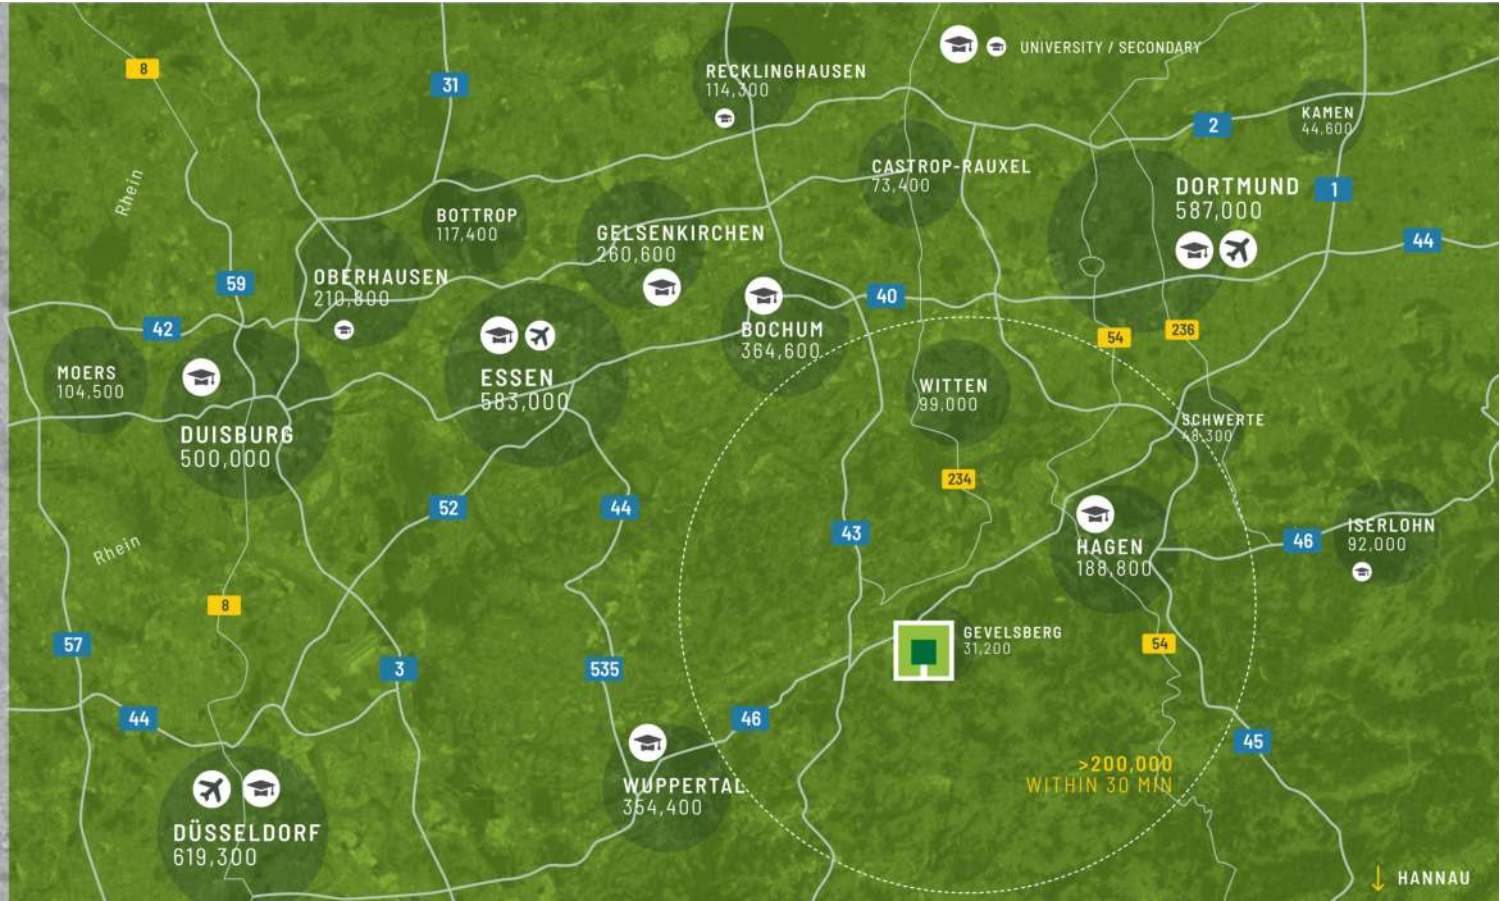 UNIVERSITY / SECONDARY
8
31
RECKLINGHAUSEN
114,300
2
KAMEN
44,600
Rhein
CASTROP-RAUXEL
73,400
DORTMUND
587,000
1
BOTTROP
117,400
GELSENKIRCHEN
260,600
44
OBERHAUSEN
210,800
59
40
42
BOCHUM
364,600
54
236
MOERS
104,500
ESSEN
583,000
WITTEN
99,000
SCHWERTE
48,300
DUISBURG
500,000
234
52
44
43
HAGEN
188,800
46
ISERLOHN
92,000
Rhein
8
GEVELSBERG
31,200
57
3
535
54
44
46
45
>200,000
WITHIN 30 MIN
WUPPERTAL
354,400
DÜSSELDORF
619,300
HANNAU